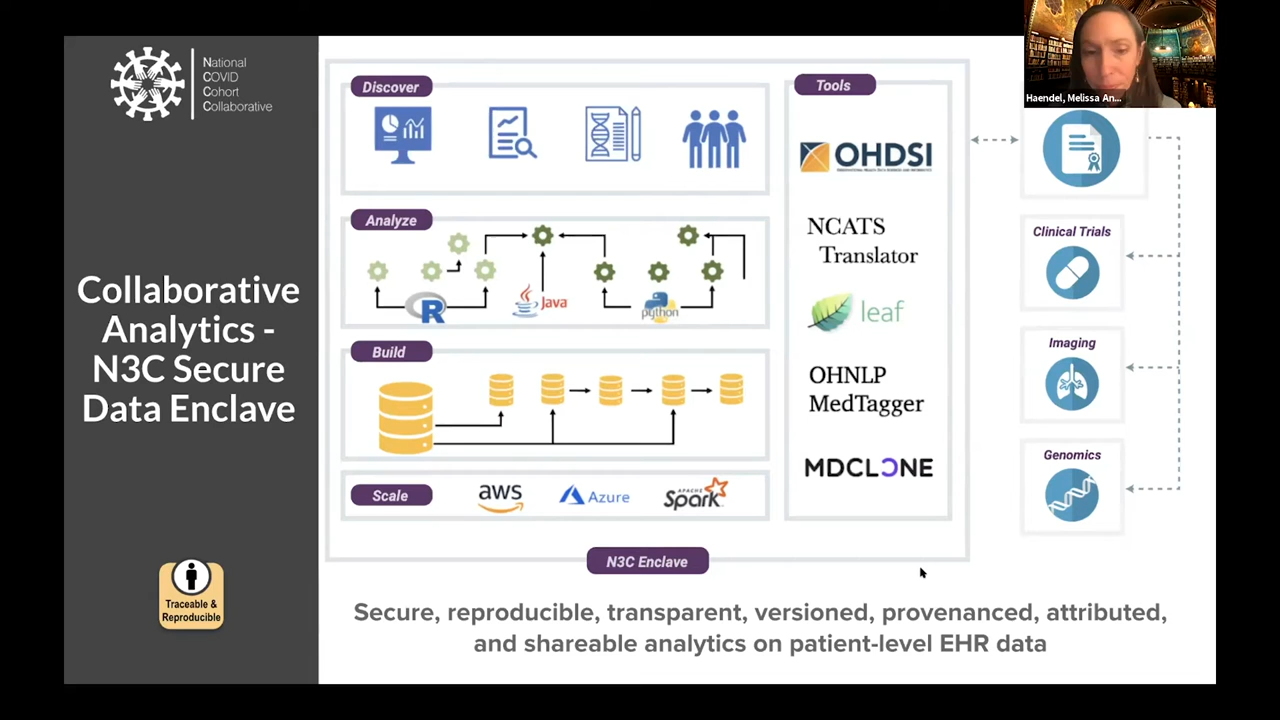 National
COVID
Cohort
Collaborative
Collaborative
Analytics -
N3C Secure
Data Enclave
Traceable &
Reproducible
Discover
Analyze
R
Java
python
Build
Scale
aws
Azure
APACHE
Spark
Tools
OHDSI
NCATS
Translator
leaf
OHNLP
MedTagger
MDCLONE
N3C Enclave
Haendel, Melissa An...
Clinical Trials
Imaging
Genomics
Secure, reproducible, transparent, versioned, provenanced, attributed,
and shareable analytics on patient-level EHR data